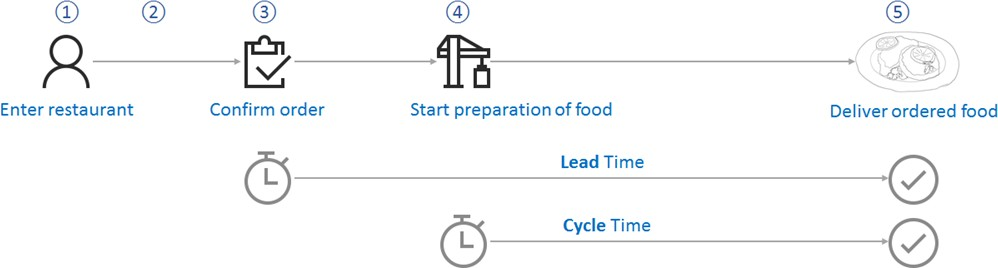 ① ② ③ ④ ⑤
Enter restaurant Confirm order Start preparation of food Deliver ordered food
Lead Time
Cycle Time